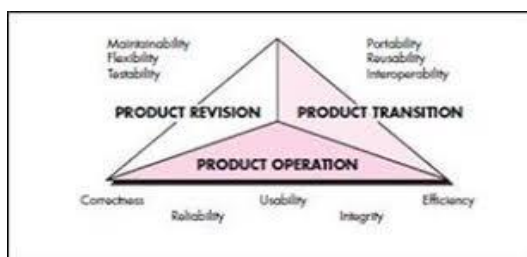 Maintainability
Flexibility
Testability
Portability
Reusability
Interoperability
PRODUCT REVISION
PRODUCT TRANSITION
PRODUCT OPERATION
Correctness
Usability
Efficiency
Reliability
Integrity